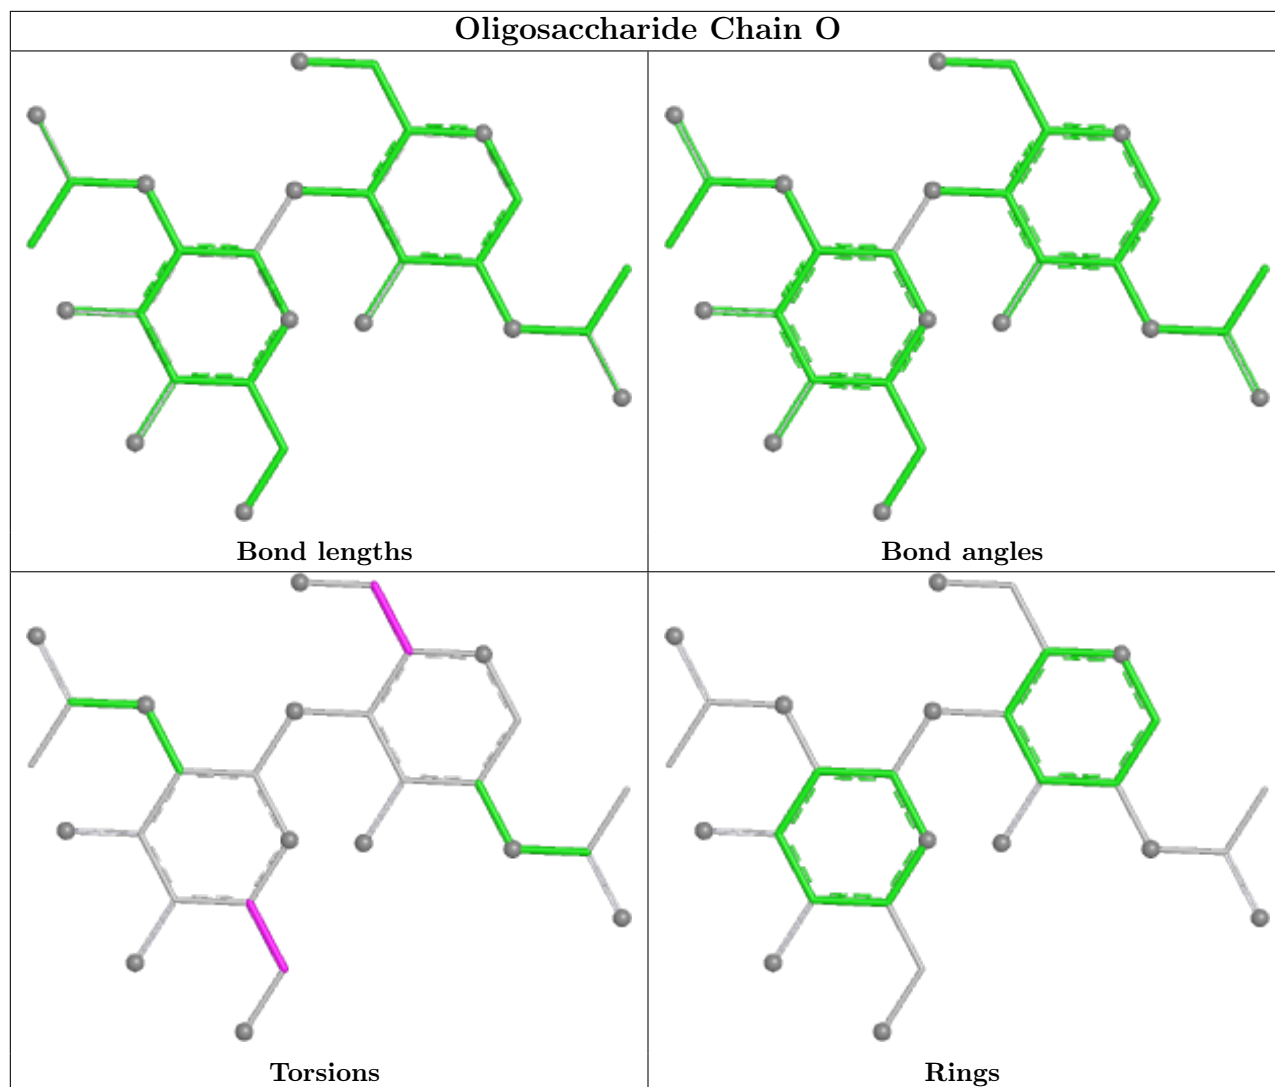 Oligosaccharide Chain O
Bond lengths
Bond angles
Torsions
Rings